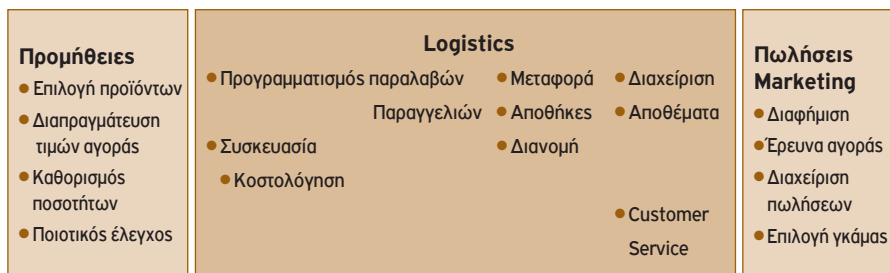 Προμήθειες
• Επιλογή προϊόντων
• Διαπραγμάτευση
τιμών αγοράς
• Καθορισμός
ποσοτήτων
• Ποιοτικός έλεγχος
Logistics
• Προγραμματισμός παραλαβών
Παραγγελιών
• Συσκευασία
• Κοστολόγηση
• Μεταφορά
• Αποθήκες
• Διανομή
• Διαχείριση
• Αποθέματα
• Customer
Service
Πωλήσεις
Marketing
• Διαφήμιση
• Έρευνα αγοράς
• Διαχείριση
πωλήσεων
• Επιλογή γκάμας